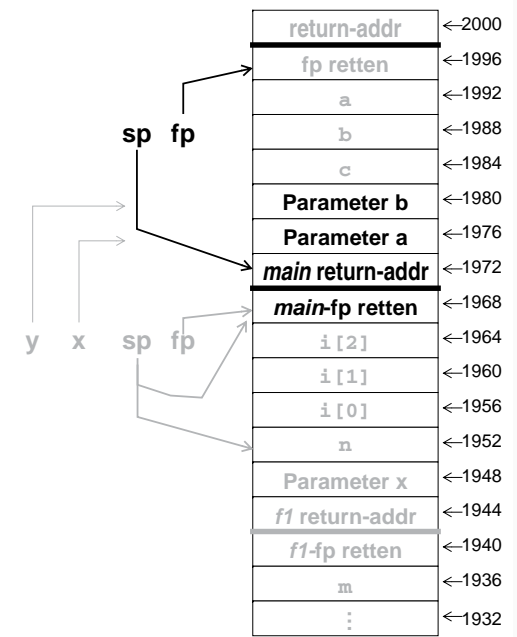 return-addr ←2000
fp retten ←1996
a ←1992
sp fp b ←1988
c ←1984
Parameter b ←1980
Parameter a ←1976
main return-addr ←1972
main-fp retten ←1968
y x sp fp i[2] ←1964
i[1] ←1960
i[0] ←1956
n ←1952
Parameter x ←1948
f1 return-addr ←1944
f1-fp retten ←1940
m ←1936
⋮ ←1932